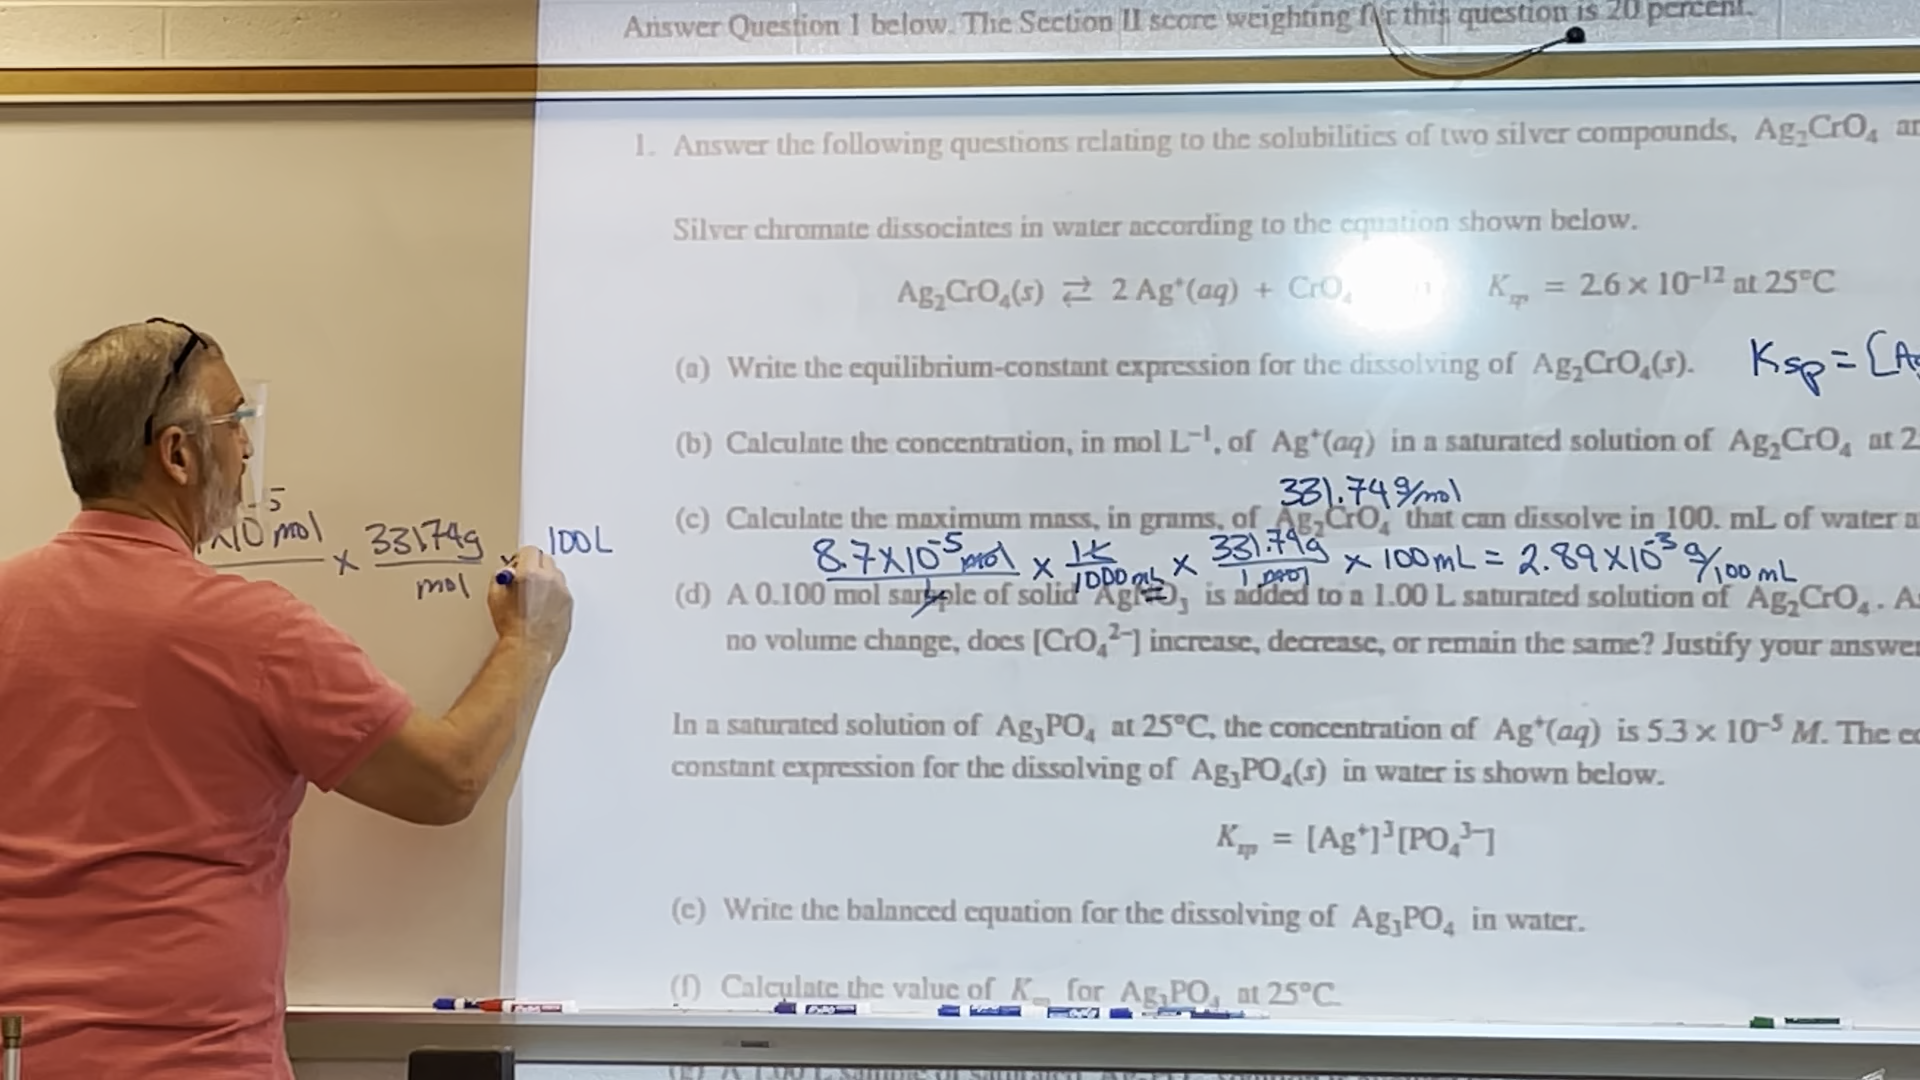 Answer Question 1 below. The Section II score weighting for this question is 20 percent.
1. Answer the following questions relating to the solubilities of two silver compounds, Ag₂CrO₄ an
Silver chromate dissociates in water according to the equation shown below.
Ag₂CrO₄(s) ⇄ 2 Ag⁺(aq) + CrO₄ Kₛₚ = 2.6 × 10⁻¹² at 25°C
(a) Write the equilibrium-constant expression for the dissolving of Ag₂CrO₄(s). Ksp = [Ag
(b) Calculate the concentration, in mol L⁻¹, of Ag⁺(aq) in a saturated solution of Ag₂CrO₄ at 2
331.74 g/mol
(c) Calculate the maximum mass, in grams, of Ag₂CrO₄ that can dissolve in 100. mL of water a
8.7 × 10⁻⁵ mol / L × 1 L / 1000 mL × 331.74g / 1 mol × 100 mL = 2.89 × 10⁻³ g/100 mL
×10⁻⁵ mol × 331.74g / mol × .100 L
(d) A 0.100 mol sample of solid AgNO₃ is added to a 1.00 L saturated solution of Ag₂CrO₄. As
no volume change, does [CrO₄²⁻] increase, decrease, or remain the same? Justify your answer
In a saturated solution of Ag₃PO₄ at 25°C, the concentration of Ag⁺(aq) is 5.3 × 10⁻⁵ M. The eq
constant expression for the dissolving of Ag₃PO₄(s) in water is shown below.
Kₛₚ = [Ag⁺]³[PO₄³⁻]
(e) Write the balanced equation for the dissolving of Ag₃PO₄ in water.
(f) Calculate the value of Kₛₚ for Ag₃PO₄ at 25°C.